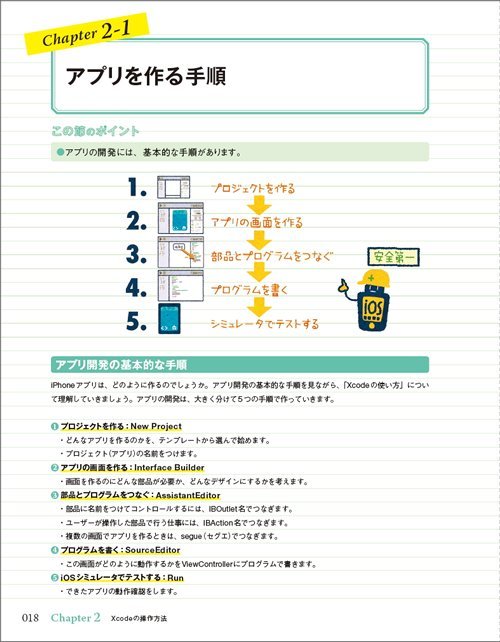 Chapter 2-1
アプリを作る手順
この節のポイント
●アプリの開発には、基本的な手順があります。
1. プロジェクトを作る
2. アプリの画面を作る
3. 部品とプログラムをつなぐ
安全第一
4. プログラムを書く
iOS
5. シミュレータでテストする
アプリ開発の基本的な手順
iPhoneアプリは、どのように作るのでしょうか。アプリ開発の基本的な手順を見ながら、「Xcodeの使い方」につい
て理解していきましょう。アプリの開発は、大きく分けて5つの手順で作っていきます。
❶ プロジェクトを作る：New Project
・どんなアプリを作るのかを、テンプレートから選んで始めます。
・プロジェクト(アプリ)の名前をつけます。
❷ アプリの画面を作る：Interface Builder
・画面を作るのにどんな部品が必要か、どんなデザインにするかを考えます。
❸ 部品とプログラムをつなぐ：AssistantEditor
・部品に名前をつけてコントロールするには、IBOutlet名でつなぎます。
・ユーザーが操作した部品で行う仕事には、IBAction名でつなぎます。
・複数の画面でアプリを作るときは、segue(セグエ)でつなぎます。
❹ プログラムを書く：SourceEditor
・この画面がどのように動作するかをViewControllerにプログラムで書きます。
❺ iOSシミュレータでテストする：Run
・できたアプリの動作確認をします。
018 Chapter 2 Xcodeの操作方法